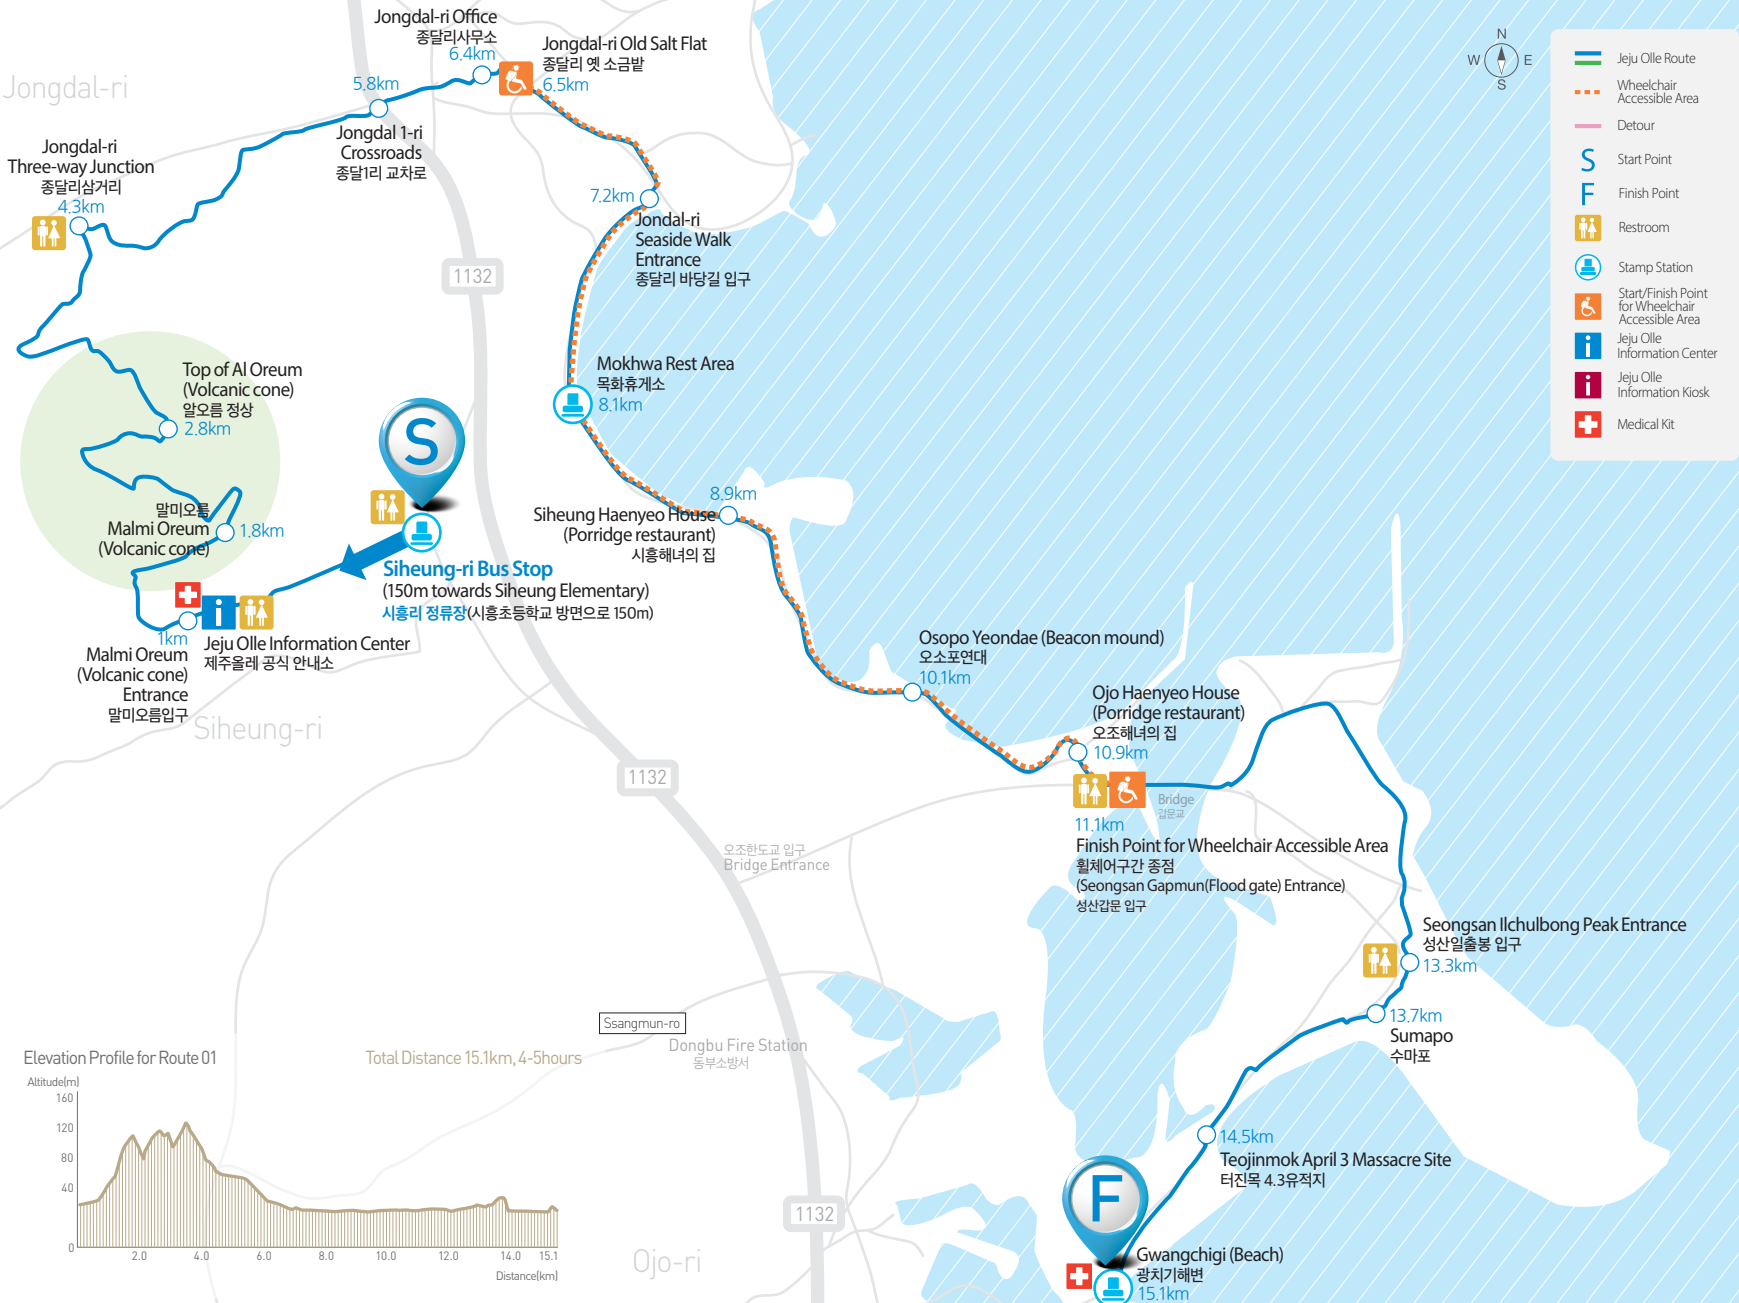 Jongdal-ri Office
종달리사무소
6.4km
Jongdal-ri Old Salt Flat
종달리 옛 소금밭
6.5km
Jongdal-ri
5.8km
Jongdal 1-ri
Crossroads
종달1리 교차로
Jongdal-ri
Three-way Junction
종달리삼거리
4.3km
7.2km
Jondal-ri
Seaside Walk
Entrance
종달리 바당길 입구
1132
Top of Al Oreum
(Volcanic cone)
알오름 정상
2.8km
Mokhwa Rest Area
목화휴게소
8.1km
S
말미오름
Malmi Oreum
(Volcanic cone)
1.8km
8.9km
Siheung Haenyeo House
(Porridge restaurant)
시흥해녀의 집
Siheung-ri Bus Stop
(150m towards Siheung Elementary)
시흥리 정류장(시흥초등학교 방면으로 150m)
1km
Malmi Oreum
(Volcanic cone)
Entrance
말미오름입구
Jeju Olle Information Center
제주올레 공식 안내소
Siheung-ri
Osopo Yeondae (Beacon mound)
오소포연대
10.1km
Ojo Haenyeo House
(Porridge restaurant)
오조해녀의 집
10.9km
1132
Bridge
갑문교
11.1km
Finish Point for Wheelchair Accessible Area
휠체어구간 종점
(Seongsan Gapmun(Flood gate) Entrance)
성산갑문 입구
오조한도교 입구
Bridge Entrance
Seongsan Ilchulbong Peak Entrance
성산일출봉 입구
13.3km
13.7km
Sumapo
수마포
Ssangmun-ro
Dongbu Fire Station
동부소방서
14.5km
Teojinmok April 3 Massacre Site
터진목 4.3유적지
F
1132
Ojo-ri
Gwangchigi (Beach)
광치기해변
15.1km
N
W E
S
Jeju Olle Route
Wheelchair
Accessible Area
Detour
S Start Point
F Finish Point
Restroom
Stamp Station
Start/Finish Point
for Wheelchair
Accessible Area
Jeju Olle
Information Center
Jeju Olle
Information Kiosk
Medical Kit
Elevation Profile for Route 01
Total Distance 15.1km, 4-5hours
Altitude(m)
160
120
80
40
0
2.0 4.0 6.0 8.0 10.0 12.0 14.0 15.1
Distance(km)